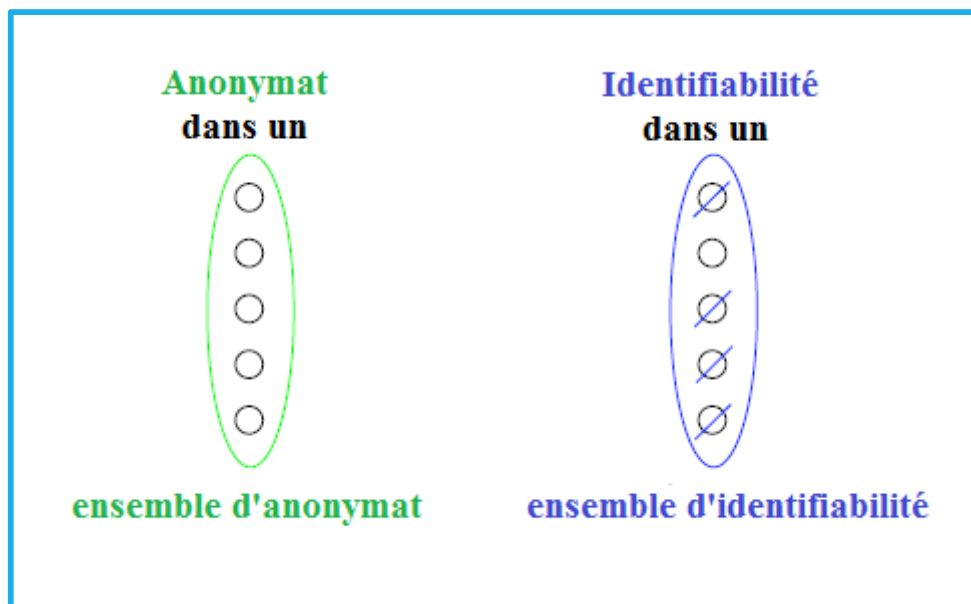 Anonymat
dans un
ensemble d'anonymat
Identifiabilité
dans un
ensemble d'identifiabilité